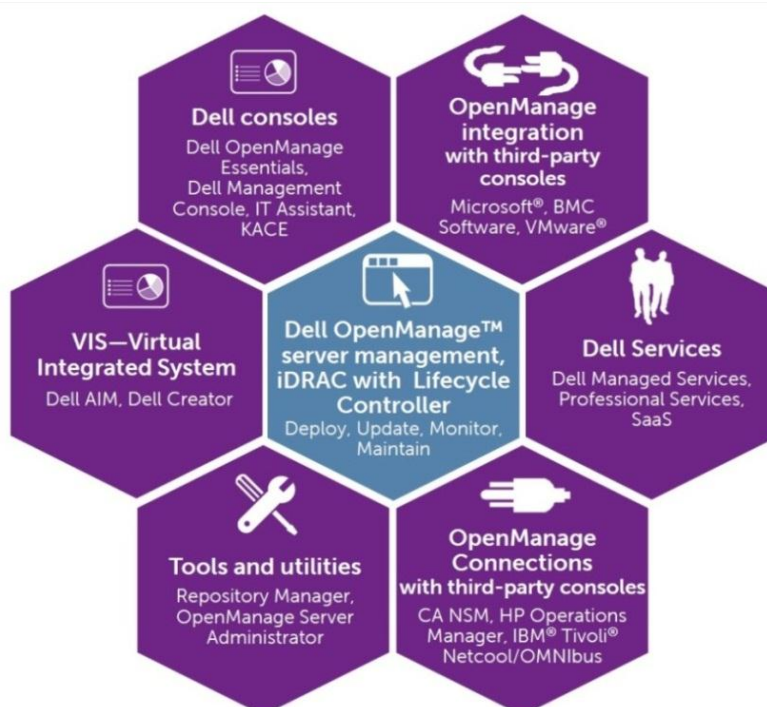 Dell consoles
Dell OpenManage
Essentials,
Dell Management
Console, IT Assistant,
KACE
OpenManage
integration
with third-party
consoles
Microsoft®, BMC
Software, VMware®
VIS—Virtual
Integrated System
Dell AIM, Dell Creator
Dell OpenManage™
server management,
iDRAC with Lifecycle
Controller
Deploy, Update, Monitor,
Maintain
Dell Services
Dell Managed Services,
Professional Services,
SaaS
Tools and utilities
Repository Manager,
OpenManage Server
Administrator
OpenManage
Connections
with third-party consoles
CA NSM, HP Operations
Manager, IBM® Tivoli®
Netcool/OMNIbus